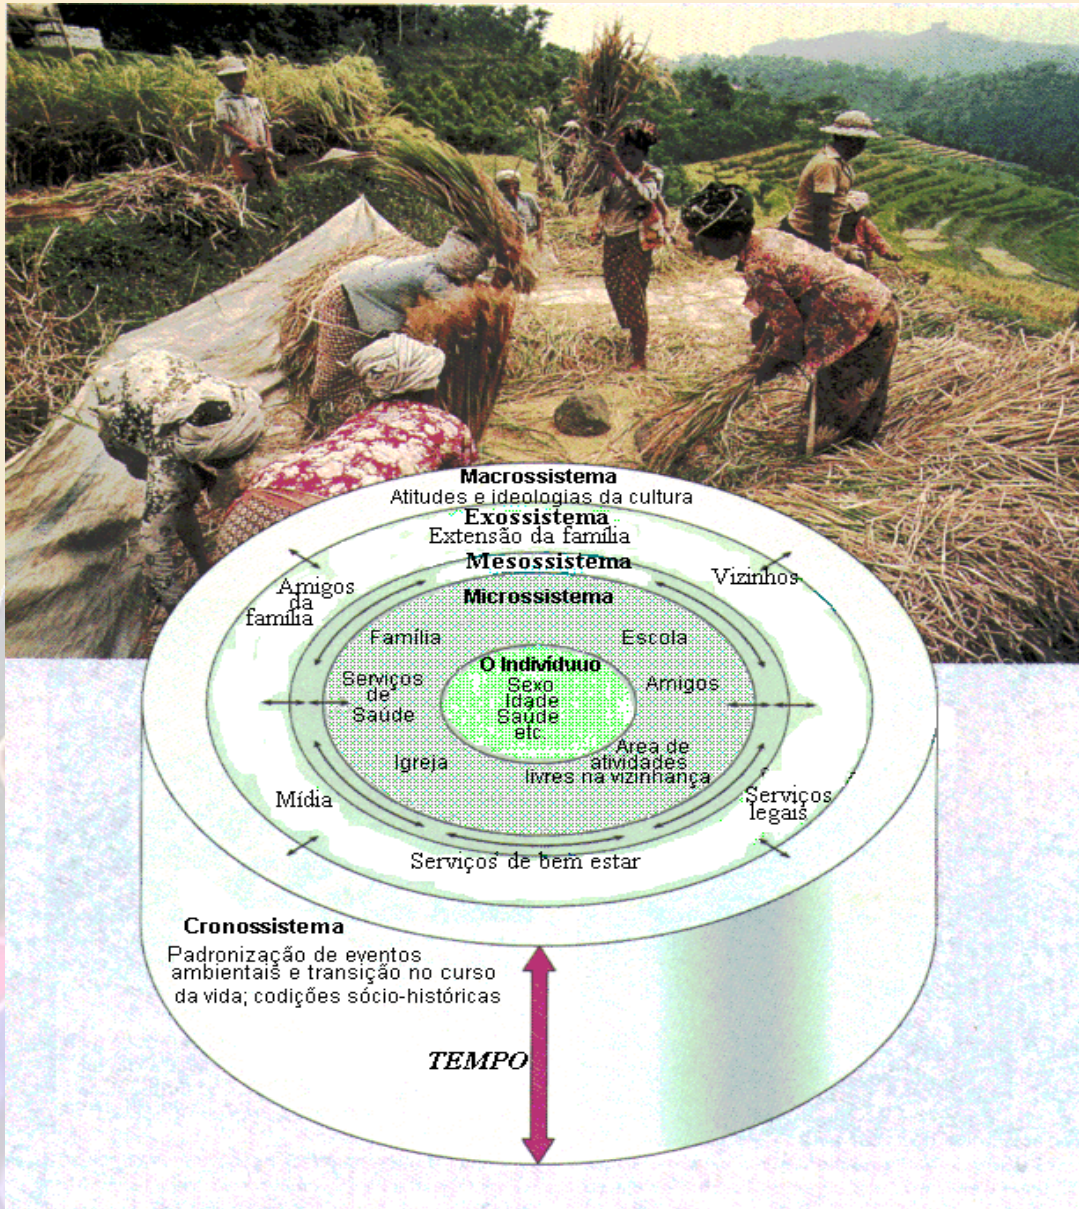 Macrossistema
Atitudes e ideologias da cultura
Exossistema
Extensão da família
Mesossistema
Amigos
da
família
Vizinhos
Microssistema
Família
Escola
O Indivíduuo
Sexo
Idade
Saúde
etc
Serviços
de
Saúde
Amigos
Igreja
Area de
atividades
livres na vizinhança
Mídia
Serviços
legais
Serviços de bem estar
Cronossistema
Padronização de eventos
ambientais e transição no curso
da vida; codições sócio-históricas
TEMPO